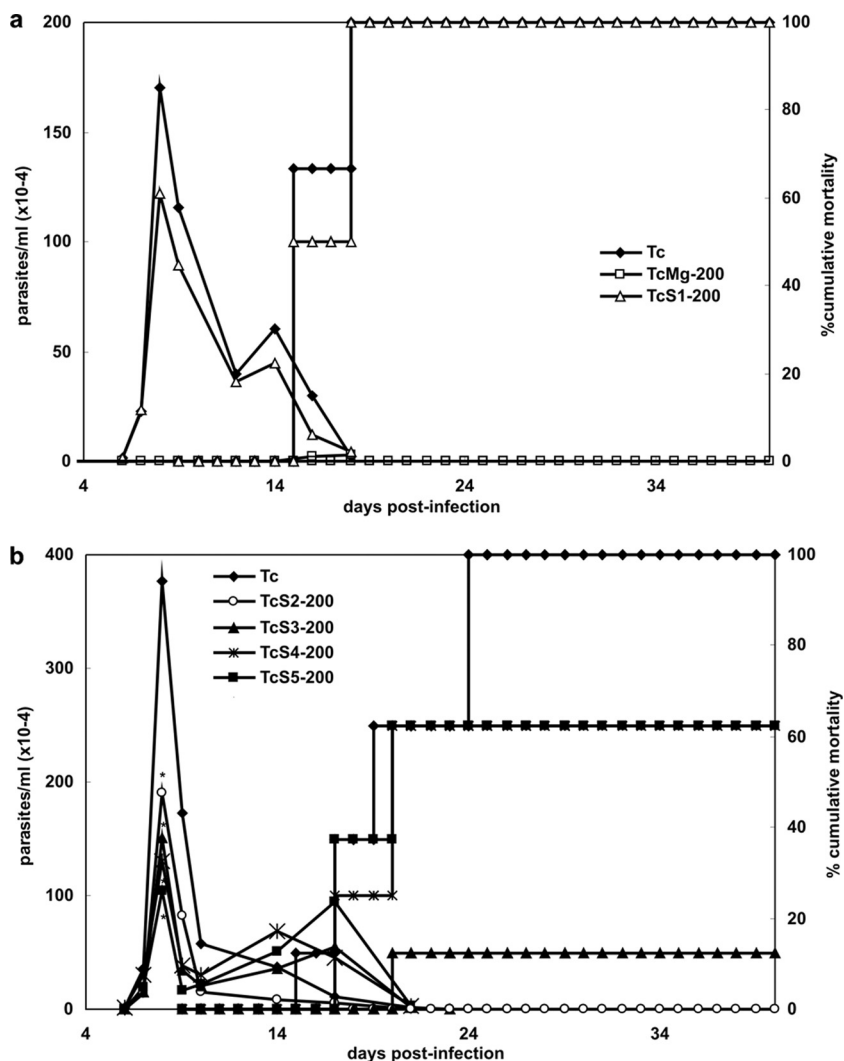 a
200
150
100
50
0
parasites/ml (x10-4)
100
80
60
40
20
0
%cumulative mortality
Tc
TcMg-200
TcS1-200
4 14 24 34
days post-infection
b
400
300
200
100
0
parasites/ml (x10-4)
100
80
60
40
20
0
% cumulative mortality
Tc
TcS2-200
TcS3-200
TcS4-200
TcS5-200
*
*
*
*
4 14 24 34
days post-infection